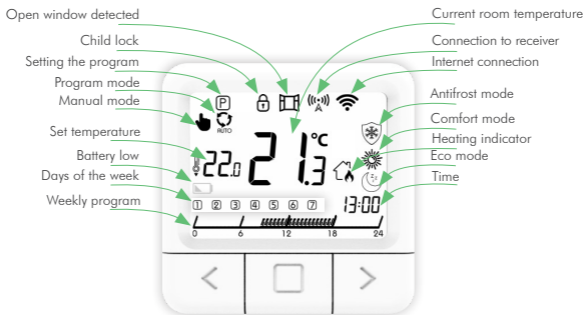 Open window detected
Child lock
Setting the program
Program mode
Manual mode
Set temperature
Battery low
Days of the week
Weekly program
Current room temperature
Connection to receiver
Internet connection
Antifrost mode
Comfort mode
Heating indicator
Eco mode
Time
P
A
AUTO
22.0
21.3 °C
1 2 3 4 5 6 7
13:00
0 6 12 18 24